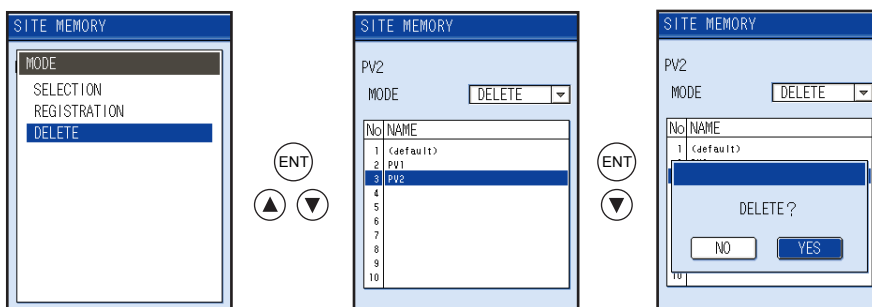 SITE MEMORY
MODE
SELECTION
REGISTRATION
DELETE
ENT
SITE MEMORY
PV2
MODE DELETE
No NAME
1 (default)
2 PV1
3 PV2
4
5
6
7
8
9
10
ENT
SITE MEMORY
PV2
MODE DELETE
No NAME
1 (default)
DELETE?
NO YES
10